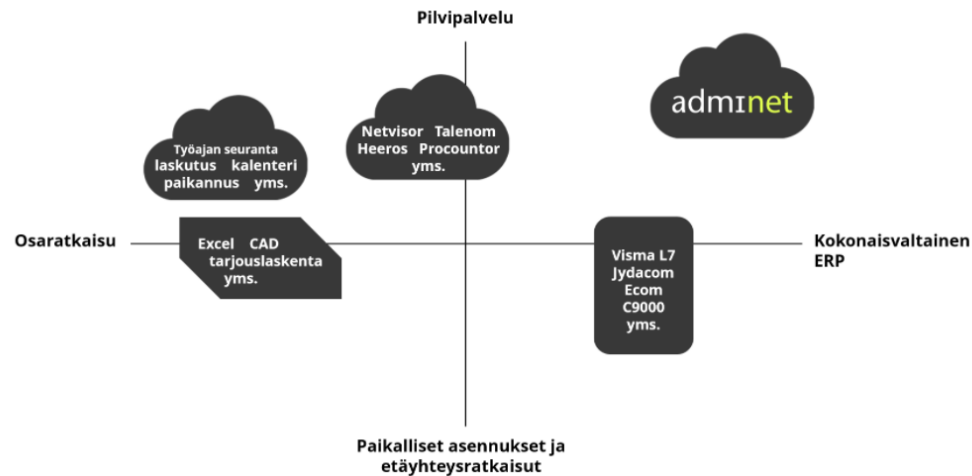 Pilvipalvelu
admɪnet
Netvisor Talenom
Heeros Procountor
yms.
Työajan seuranta
laskutus kalenteri
paikannus yms.
Osaratkaisu
Excel CAD
tarjouslaskenta
yms.
Visma L7
Jydacom
Ecom
C9000
yms.
Kokonaisvaltainen
ERP
Paikalliset asennukset ja
etäyhteysratkaisut